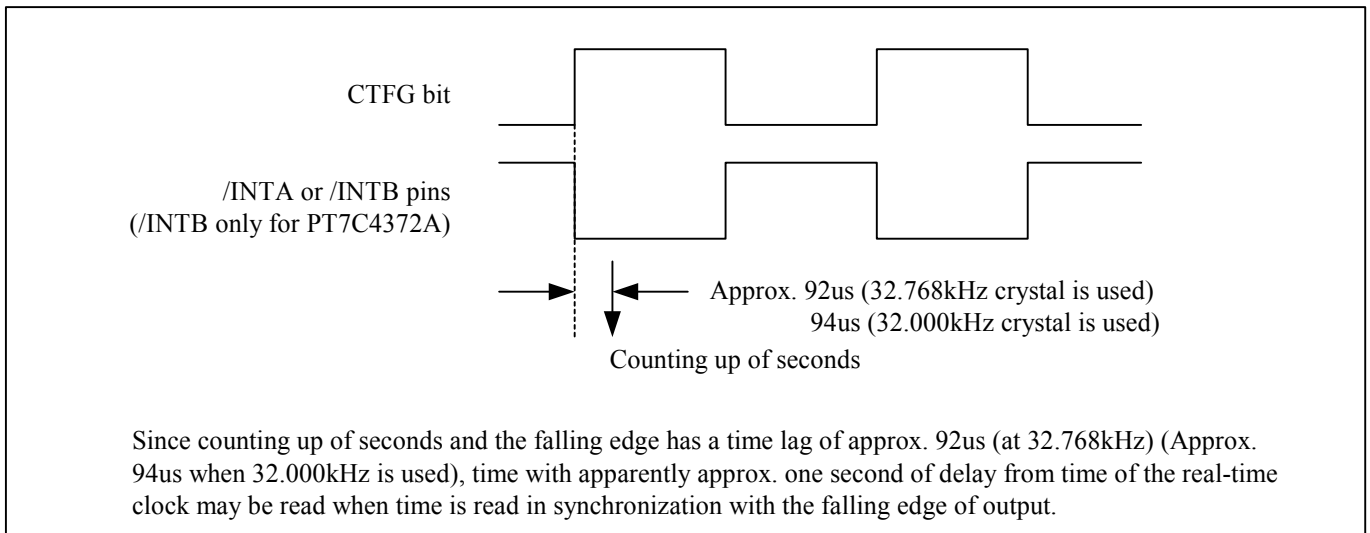 CTFG bit
/INTA or /INTB pins
(/INTB only for PT7C4372A)
Approx. 92us (32.768kHz crystal is used)
94us (32.000kHz crystal is used)
Counting up of seconds
Since counting up of seconds and the falling edge has a time lag of approx. 92us (at 32.768kHz) (Approx.
94us when 32.000kHz is used), time with apparently approx. one second of delay from time of the real-time
clock may be read when time is read in synchronization with the falling edge of output.